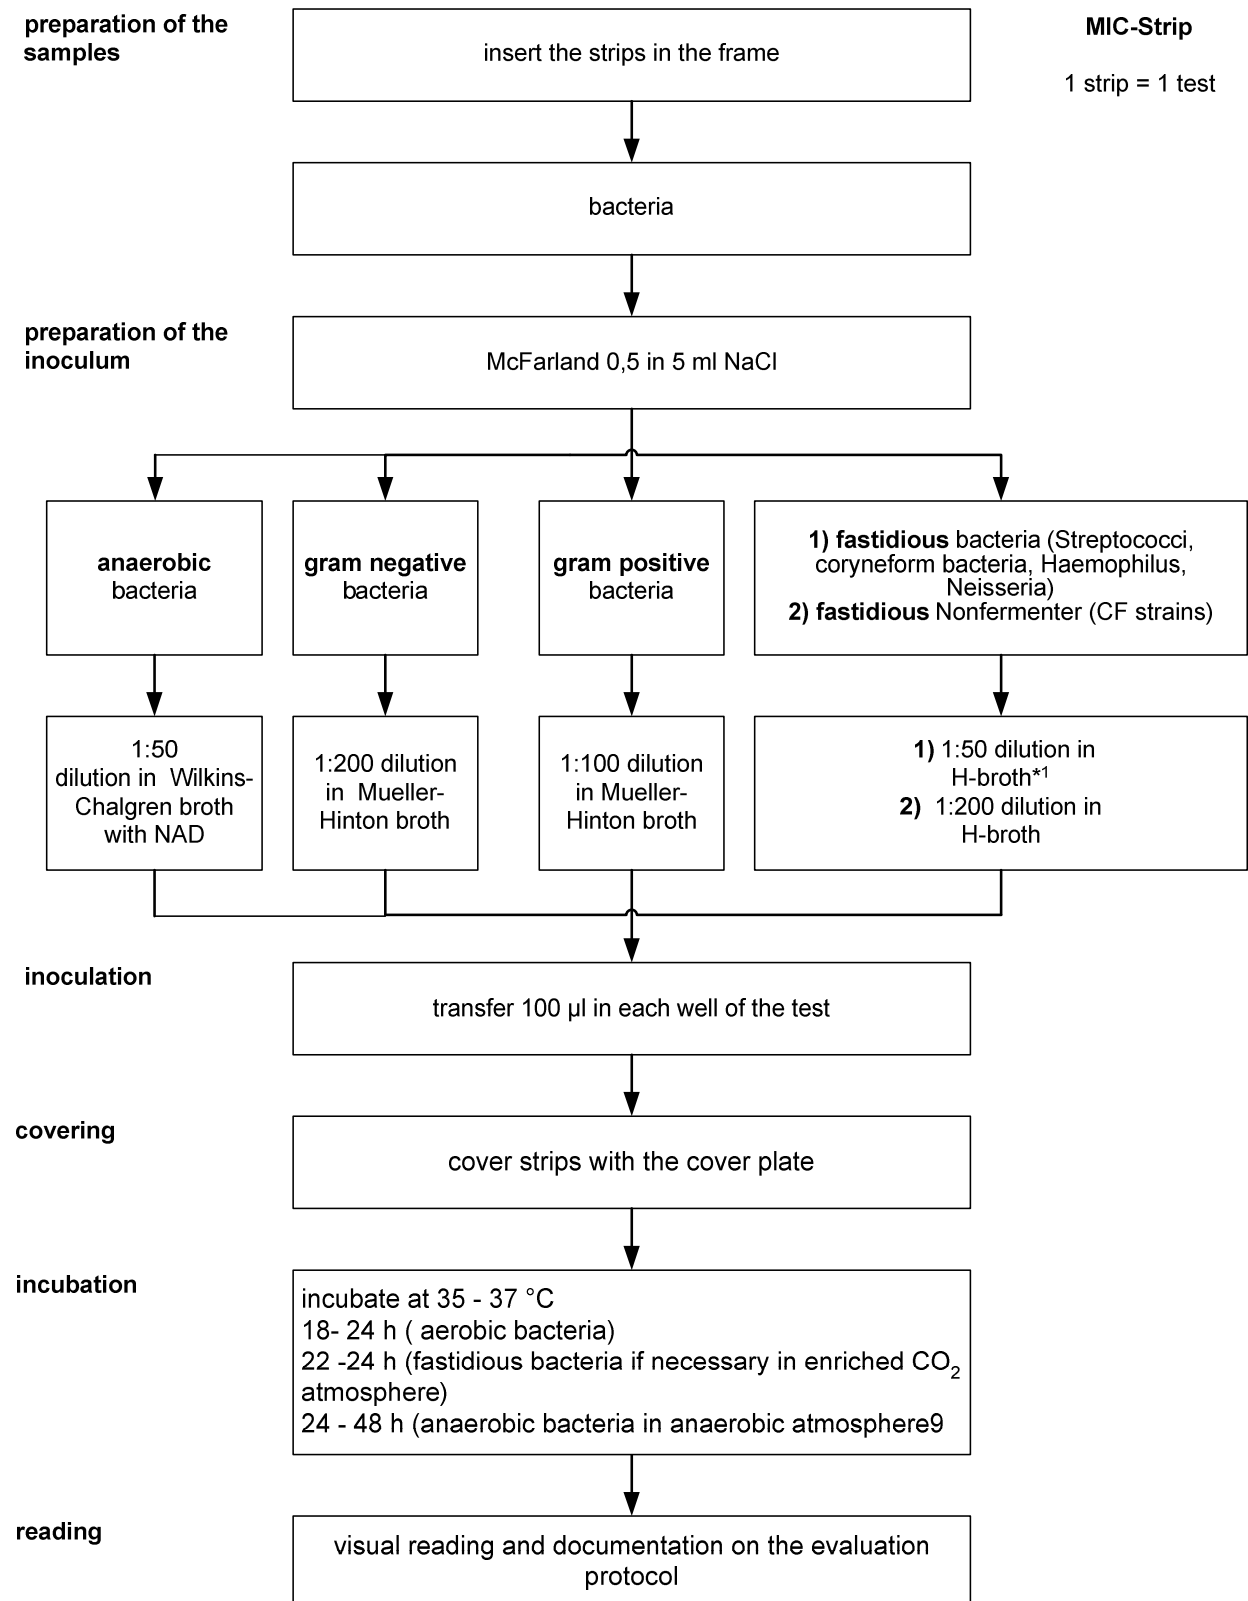 preparation of the
samples
insert the strips in the frame
MIC-Strip
1 strip = 1 test
bacteria
preparation of the
inoculum
McFarland 0,5 in 5 ml NaCl
anaerobic
bacteria
gram negative
bacteria
gram positive
bacteria
1) fastidious bacteria (Streptococci,
coryneform bacteria, Haemophilus,
Neisseria)
2) fastidious Nonfermenter (CF strains)
1:50
dilution in Wilkins-
Chalgren broth
with NAD
1:200 dilution
in Mueller-
Hinton broth
1:100 dilution
in Mueller-
Hinton broth
1) 1:50 dilution in
H-broth*1
2) 1:200 dilution in
H-broth
inoculation
transfer 100 µl in each well of the test
covering
cover strips with the cover plate
incubation
incubate at 35 - 37 °C
18- 24 h ( aerobic bacteria)
22 -24 h (fastidious bacteria if necessary in enriched CO2
atmosphere)
24 - 48 h (anaerobic bacteria in anaerobic atmosphere9
reading
visual reading and documentation on the evaluation
protocol